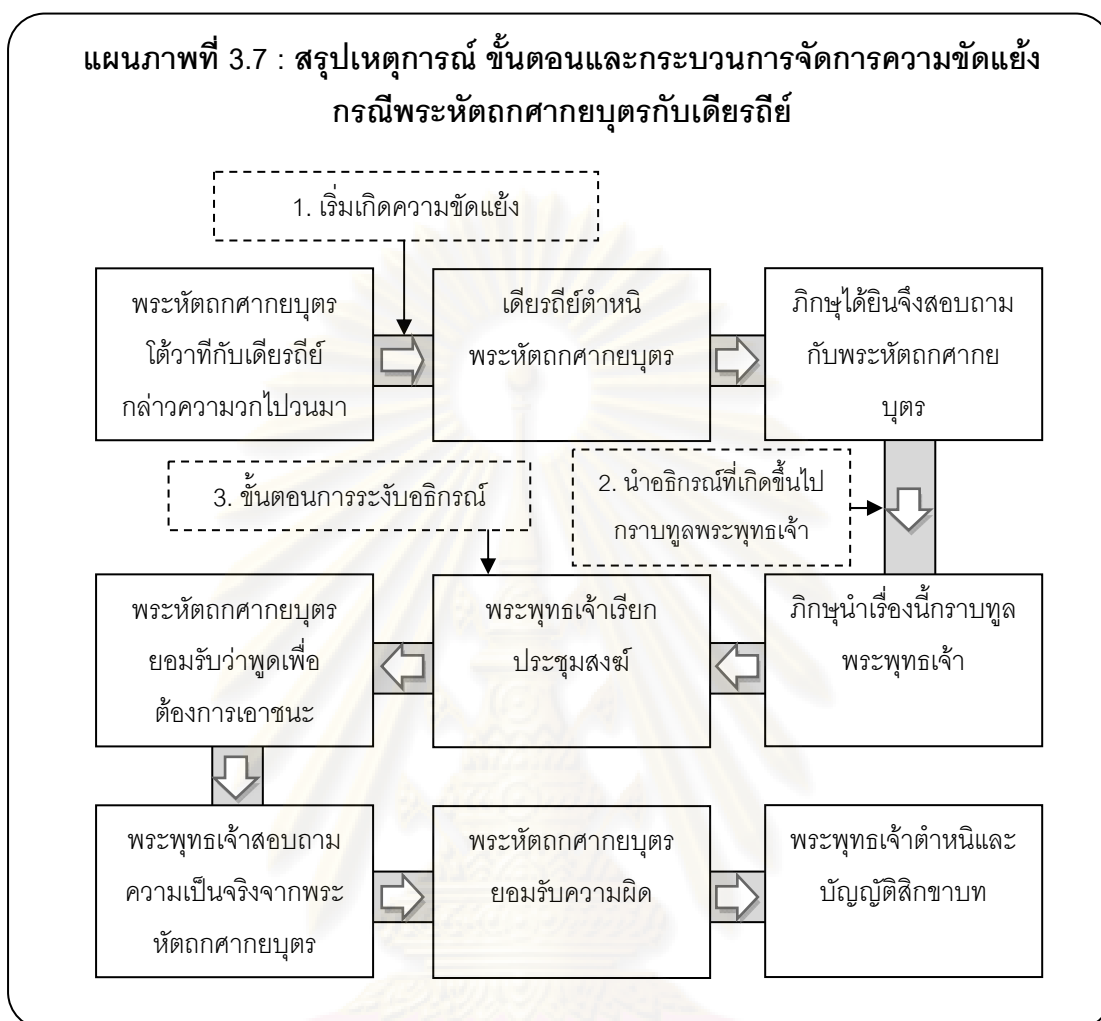 แผนภาพที่ 3.7 : สรุปเหตุการณ์ ขั้นตอนและกระบวนการจัดการความขัดแย้ง
กรณีพระหัตถกศากยบุตรกับเดียรถีย์
1. เริ่มเกิดความขัดแย้ง
พระหัตถกศากยบุตร
โต้วาทีกับเดียรถีย์
กล่าวความวกไปวนมา
เดียรถีย์ตำหนิ
พระหัตถกศากยบุตร
ภิกษุได้ยินจึงสอบถาม
กับพระหัตถกศากย
บุตร
2. นำอธิกรณ์ที่เกิดขึ้นไป
กราบทูลพระพุทธเจ้า
3. ขั้นตอนการระงับอธิกรณ์
ภิกษุนำเรื่องนี้กราบทูล
พระพุทธเจ้า
พระพุทธเจ้าเรียก
ประชุมสงฆ์
พระหัตถกศากยบุตร
ยอมรับว่าพูดเพื่อ
ต้องการเอาชนะ
พระพุทธเจ้าสอบถาม
ความเป็นจริงจากพระ
หัตถกศากยบุตร
พระหัตถกศากยบุตร
ยอมรับความผิด
พระพุทธเจ้าตำหนิและ
บัญญัติสิกขาบท